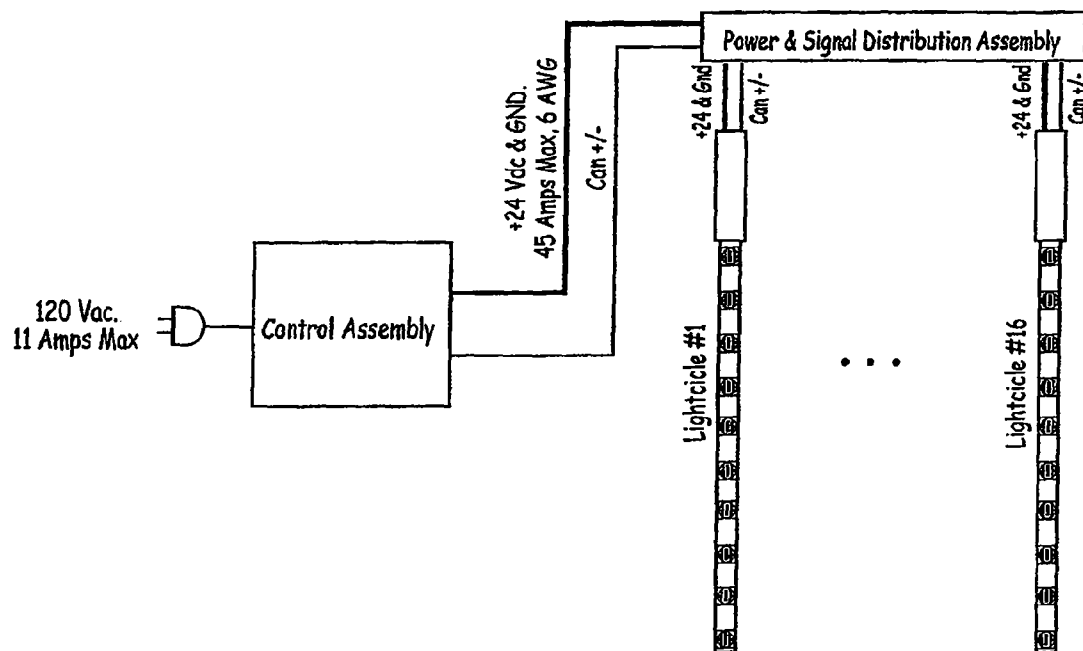 Power & Signal Distribution Assembly
+24 & Gnd
Can +/-
+24 & Gnd
Can +/-
+24 Vdc & GND.
45 Amps Max, 6 AWG
Can +/-
120 Vac.
11 Amps Max
Control Assembly
Lightcicle #1
. . .
Lightcicle #16